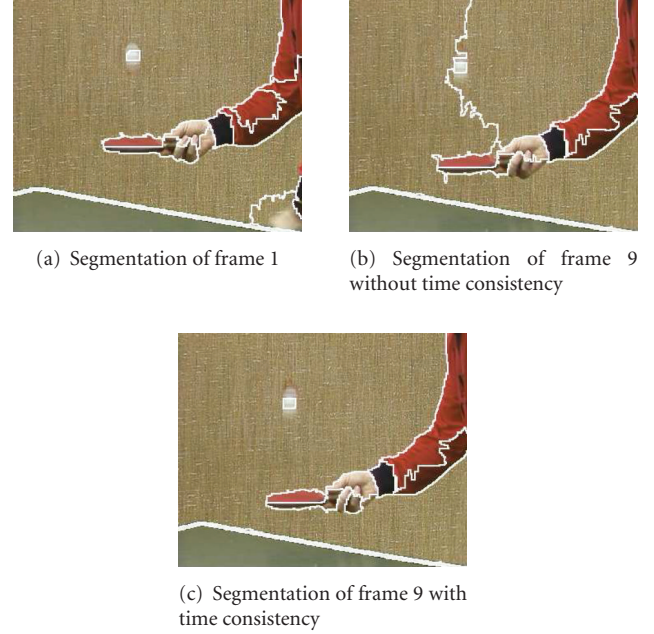 (a) Segmentation of frame 1
(b) Segmentation of frame 9
without time consistency
(c) Segmentation of frame 9 with
time consistency